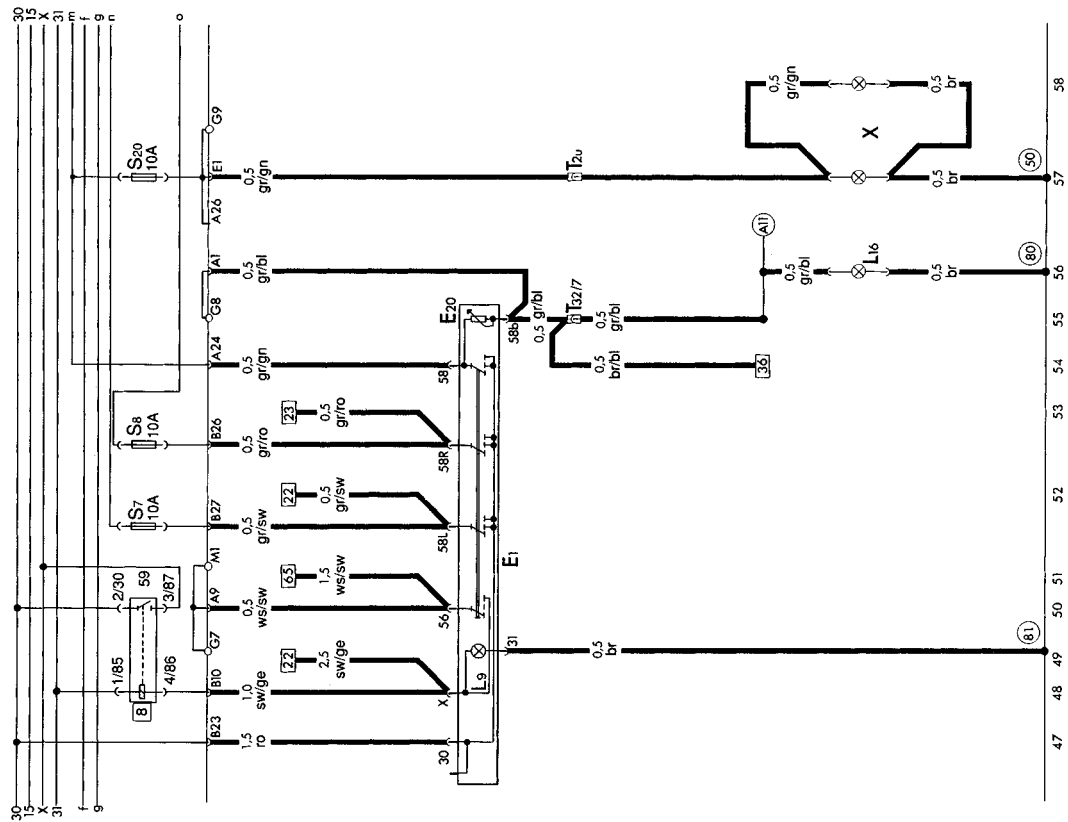 30
15
X
31
m
f
g
n
o
S20
10A
S8
10A
S7
10A
2/30
59
3/87
1/85
4/86
8
G9
E1
A26
A1
G8
A24
B26
B27
M1
A9
G7
B10
B23
0,5
gr/gn
0,5
gr/bl
0,5
gr/gn
0,5
gr/ro
0,5
gr/sw
0,5
ws/sw
1,0
sw/ge
1,5
ro
23
0,5
gr/ro
22
0,5
gr/sw
65
1,5
ws/sw
22
2,5
sw/ge
E20
58
58R
58L
56
X
30
L9
31
E1
58b
0,5
gr/bl
T32/7
0,5
gr/bl
0,5
br/bl
36
A11
0,5
gr/bl
L16
0,5
br
T2u
0,5
gr/gn
X
0,5
br
0,5
br
0,5
br
50
80
81
30
15
X
31
f
g
58
57
56
55
54
53
52
51
50
49
48
47